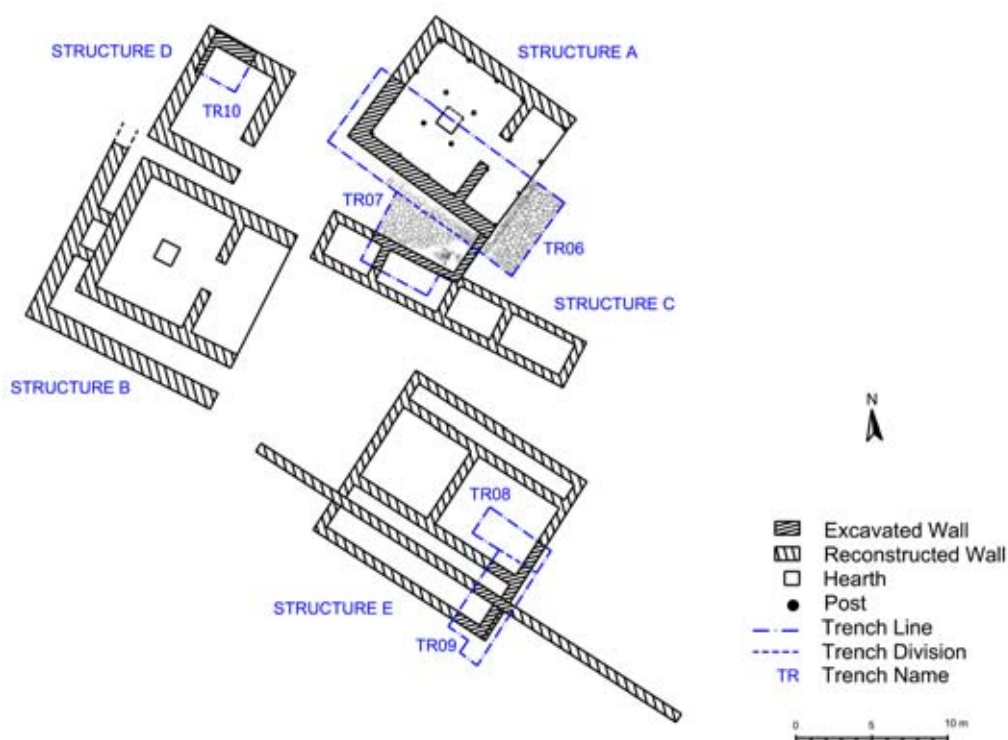 STRUCTURE D
STRUCTURE A
TR10
TR07
TR06
STRUCTURE C
STRUCTURE B
N
TR08
STRUCTURE E
TR09
Excavated Wall
Reconstructed Wall
Hearth
Post
Trench Line
Trench Division
TR Trench Name
0 5 10 m